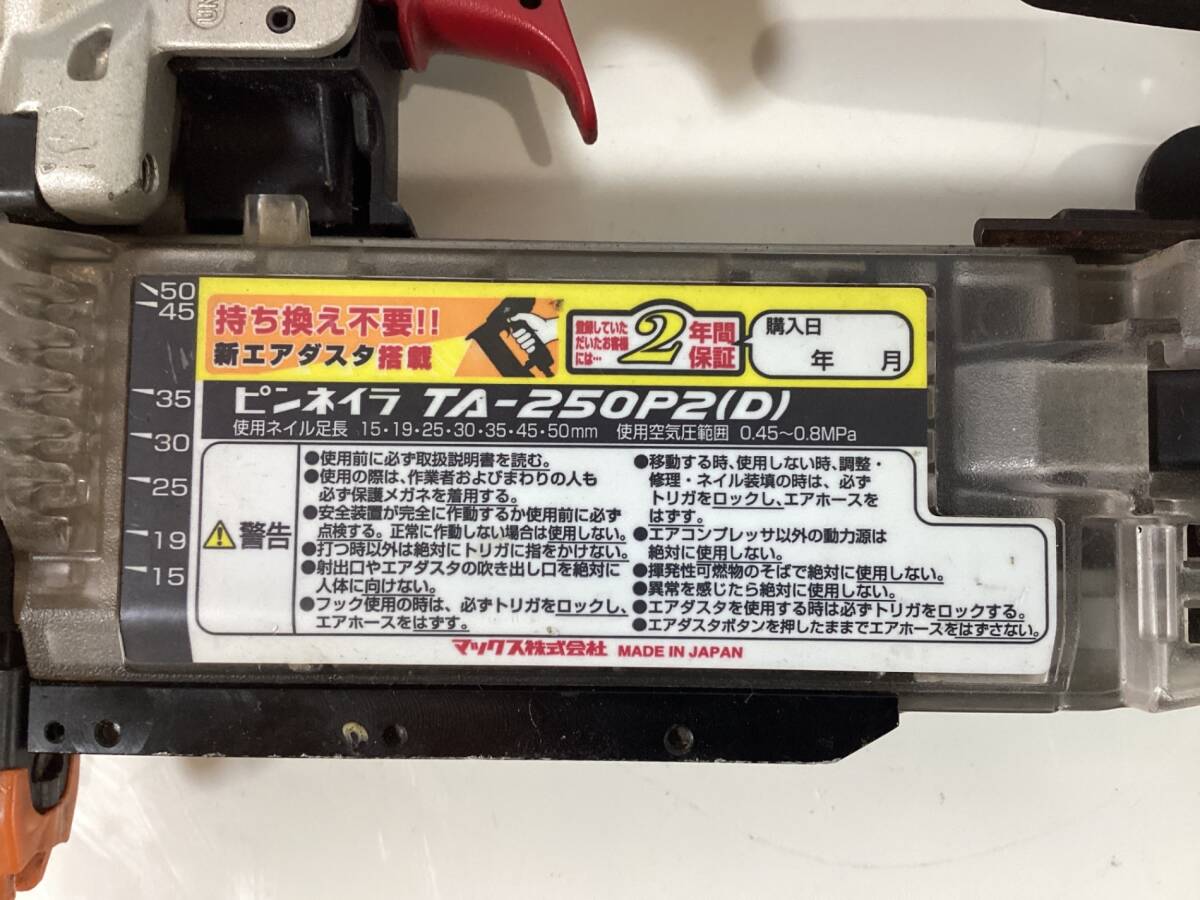 50
45
35
30
25
19
15
持ち換え不要!!
新エアダスタ搭載
登録していた
だいたお客様
には…
2年間
保証
購入日
年 月
ピンネイラ TA-250P2(D)
使用ネイル足長 15・19・25・30・35・45・50mm 使用空気圧範囲 0.45〜0.8MPa
警告
●使用前に必ず取扱説明書を読む。
●使用の際は、作業者およびまわりの人も
必ず保護メガネを着用する。
●安全装置が完全に作動するか使用前に必ず
点検する。正常に作動しない場合は使用しない。
●打つ時以外は絶対にトリガに指をかけない。
●射出口やエアダスタの吹き出し口を絶対に
人体に向けない。
●フック使用の時は、必ずトリガをロックし、
エアホースをはずす。
●移動する時、使用しない時、調整・
修理・ネイル装填の時は、必ず
トリガをロックし、エアホースを
はずす。
●エアコンプレッサ以外の動力源は
絶対に使用しない。
●揮発性可燃物のそばで絶対に使用しない。
●異常を感じたら絶対に使用しない。
●エアダスタを使用する時は必ずトリガをロックする。
●エアダスタボタンを押したままでエアホースをはずさない。
マックス株式会社 MADE IN JAPAN